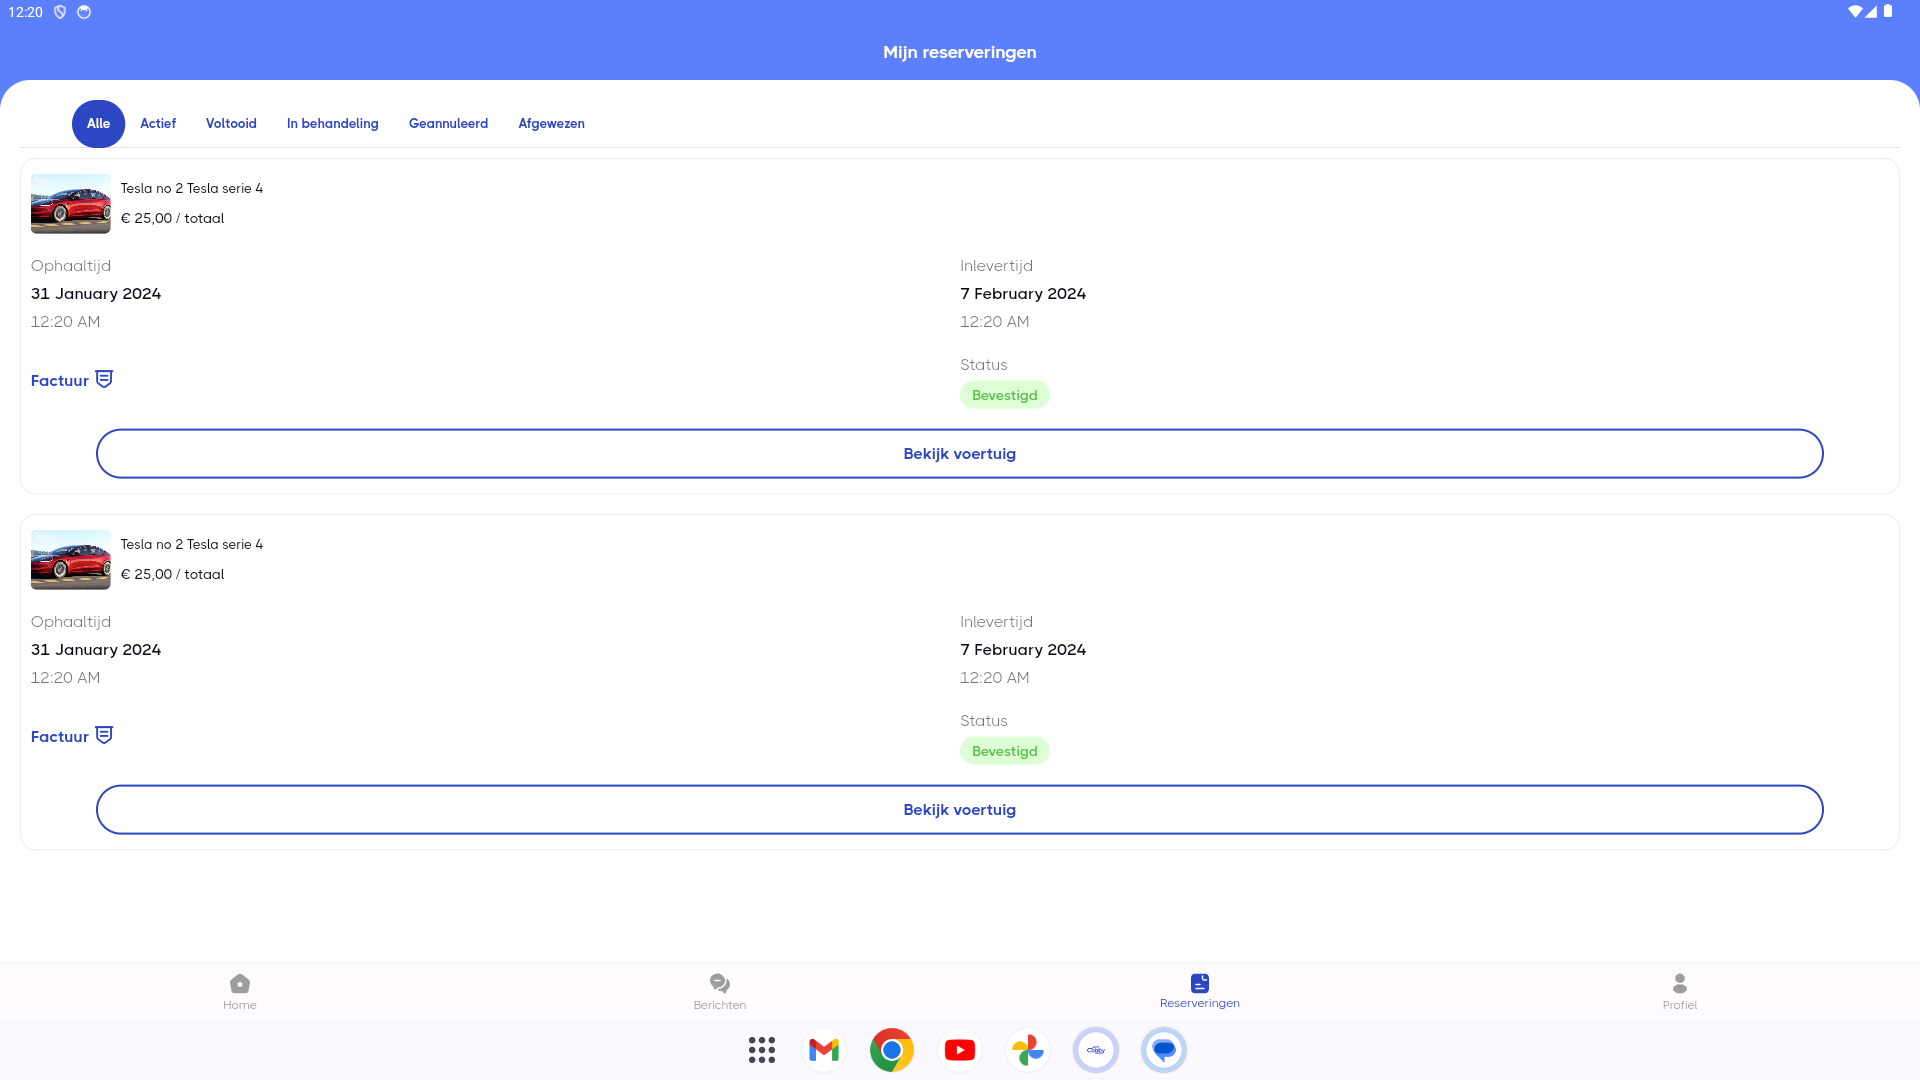 12:20
Mijn reserveringen
Alle
Actief
Voltooid
In behandeling
Geannuleerd
Afgewezen
Tesla no 2 Tesla serie 4
€ 25,00 / totaal
Ophaaltijd
31 January 2024
12:20 AM
Inlevertijd
7 February 2024
12:20 AM
Factuur
Status
Bevestigd
Bekijk voertuig
Tesla no 2 Tesla serie 4
€ 25,00 / totaal
Ophaaltijd
31 January 2024
12:20 AM
Inlevertijd
7 February 2024
12:20 AM
Factuur
Status
Bevestigd
Bekijk voertuig
Home
Berichten
Reserveringen
Profiel